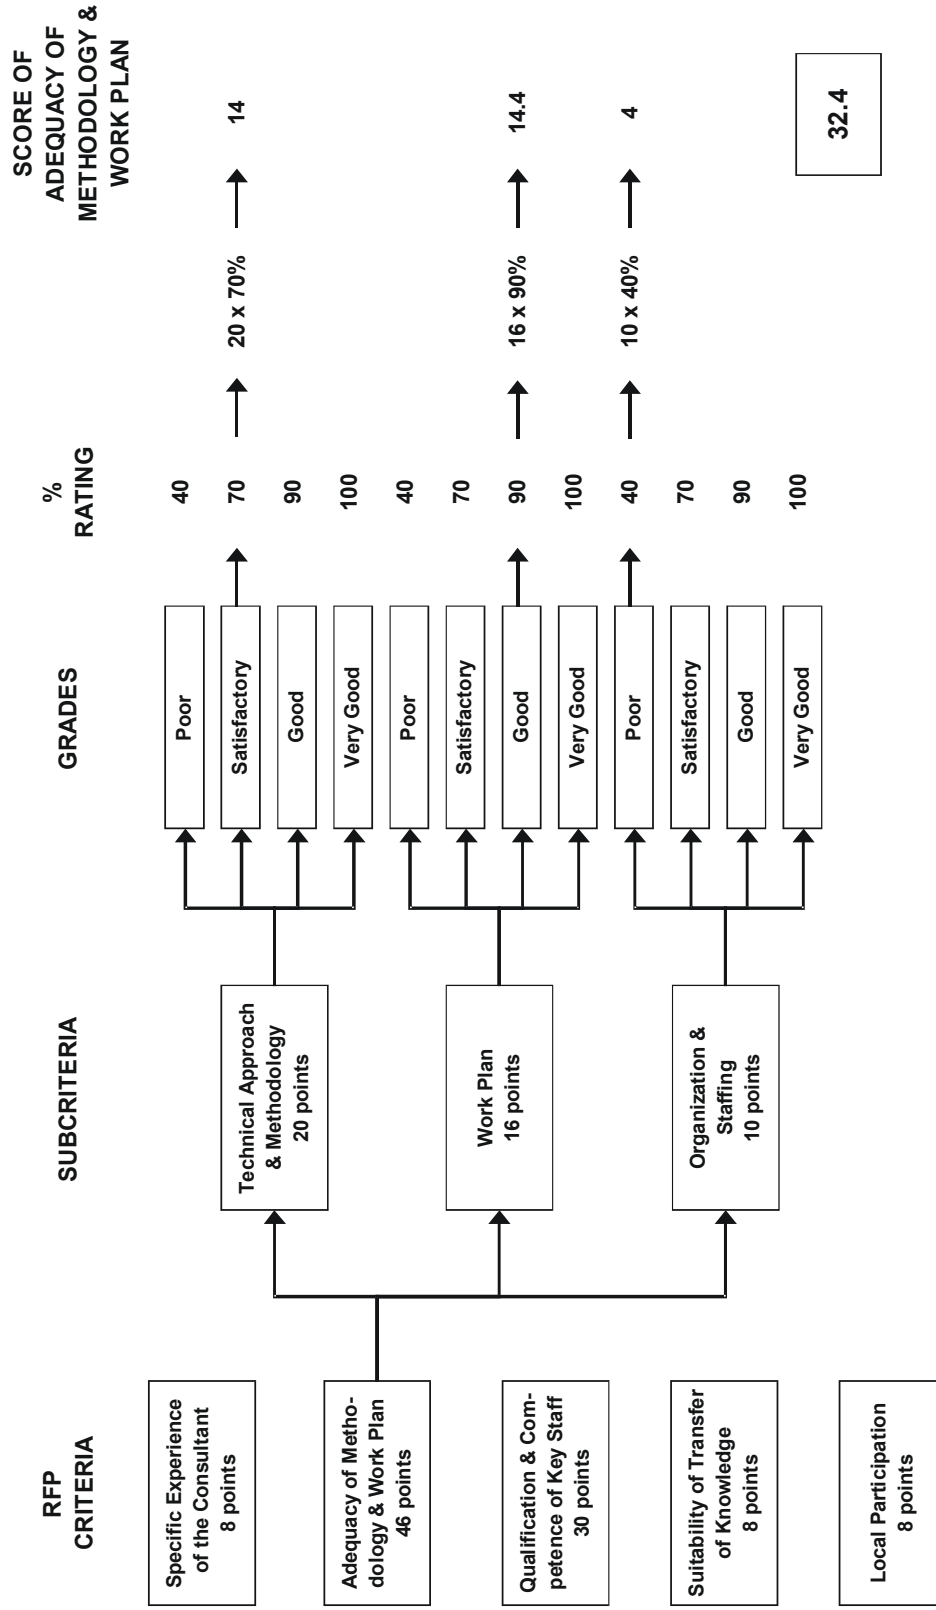 RFP
CRITERIA
SUBCRITERIA
GRADES
%
RATING
SCORE OF
ADEQUACY OF
METHODOLOGY &
WORK PLAN
Specific Experience
of the Consultant
8 points
Adequacy of Metho-
dology & Work Plan
46 points
Qualification & Com-
petence of Key Staff
30 points
Suitability of Transfer
of Knowledge
8 points
Local Participation
8 points
Technical Approach
& Methodology
20 points
Work Plan
16 points
Organization &
Staffing
10 points
Poor
40
Satisfactory
70
20 x 70%
14
Good
90
Very Good
100
Poor
40
Satisfactory
70
Good
90
16 x 90%
14.4
Very Good
100
Poor
40
10 x 40%
4
Satisfactory
70
Good
90
Very Good
100
32.4